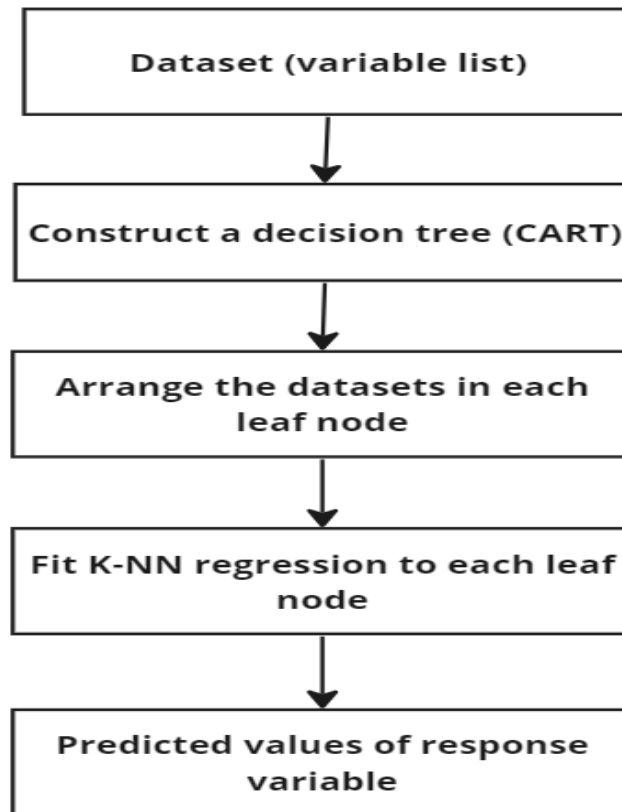 Dataset (variable list)
Construct a decision tree (CART)
Arrange the datasets in each
leaf node
Fit K-NN regression to each leaf
node
Predicted values of response
variable